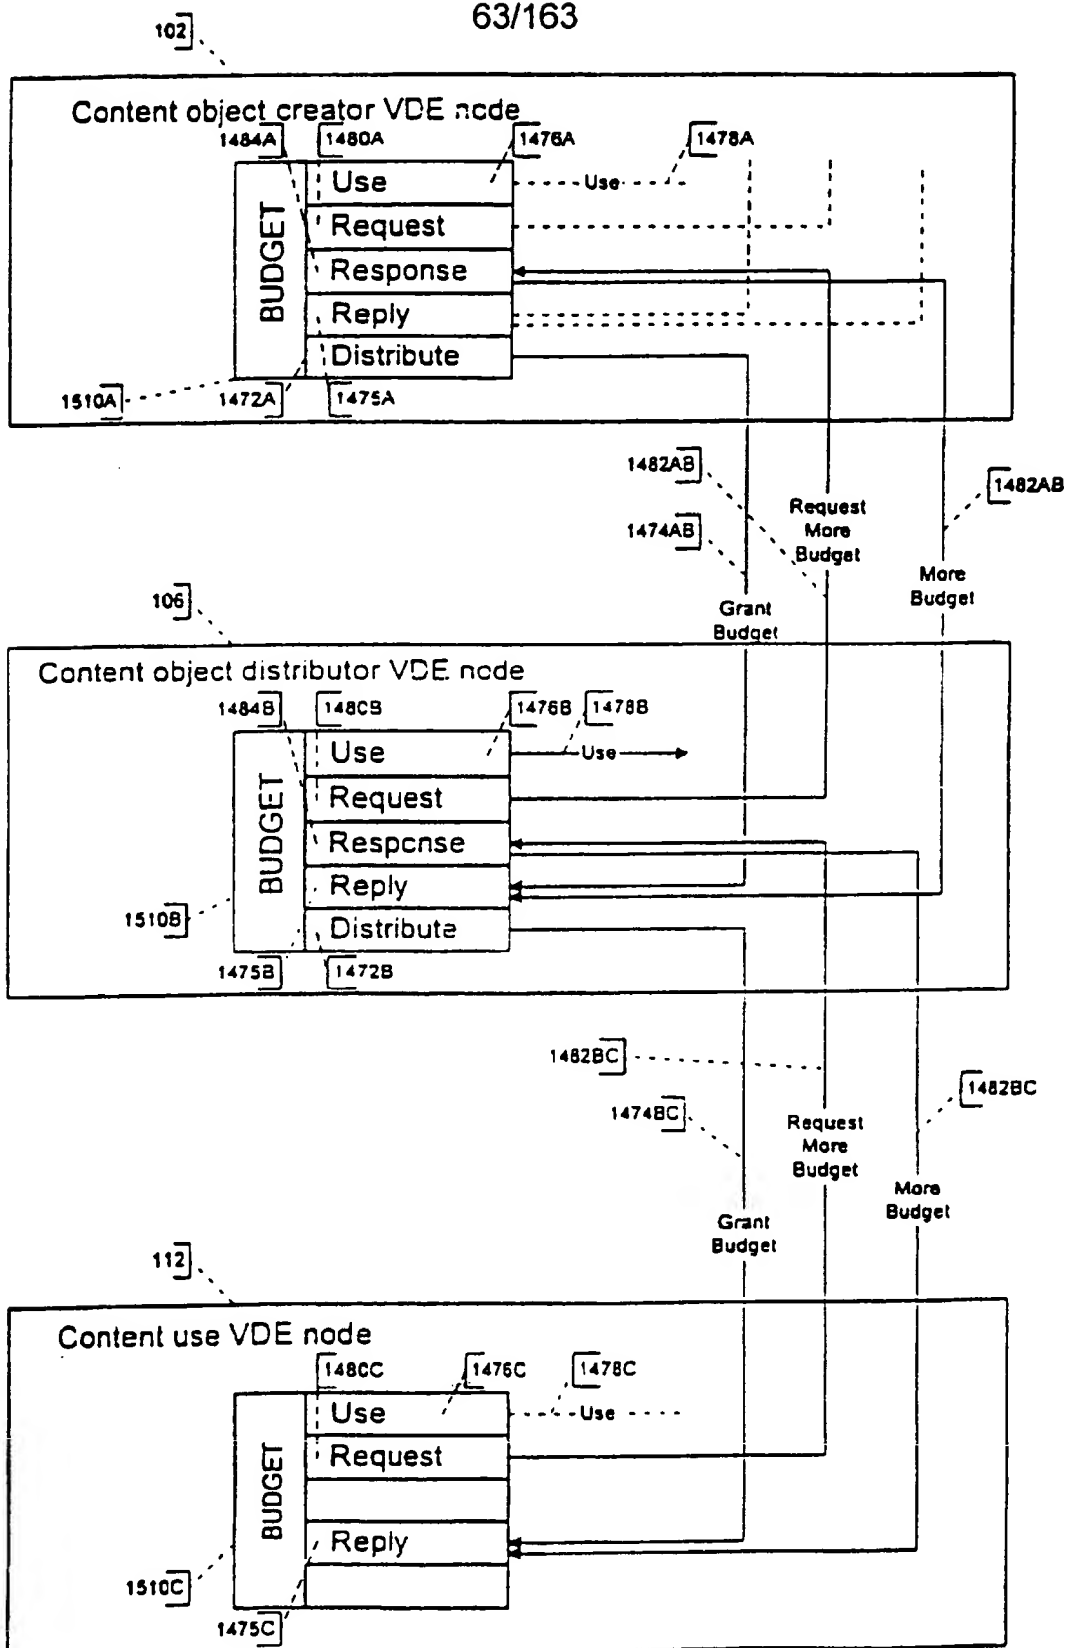 63/163
102
Content object creator VDE node
1484A
1480A
1476A
1478A
BUDGET
Use
Use
Request
Response
Reply
Distribute
1510A
1472A
1475A
1482AB
1482AB
Request
More
Budget
1474AB
More
Budget
Grant
Budget
106
Content object distributor VDE node
1484B
1480B
1476B
1478B
BUDGET
Use
Use
Request
Response
Reply
Distribute
1510B
1475B
1472B
1482BC
1482BC
1474BC
Request
More
Budget
More
Budget
Grant
Budget
112
Content use VDE node
1480C
1476C
1478C
BUDGET
Use
Use
Request
Reply
1510C
1475C